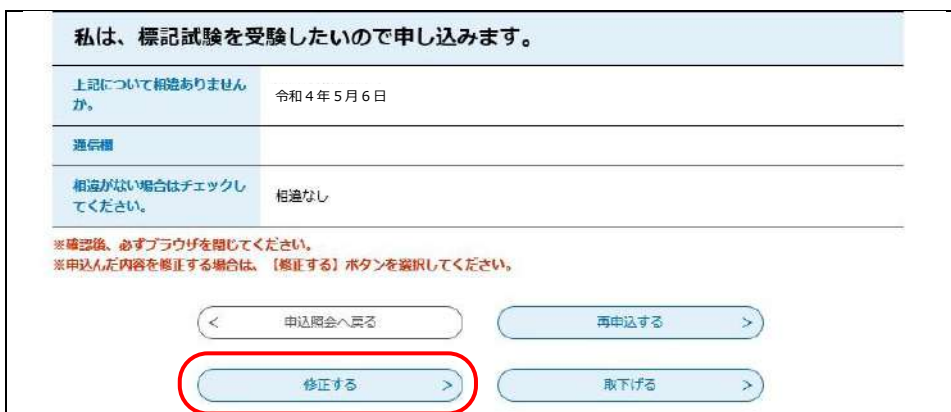 私は、標記試験を受験したいので申し込みます。
上記について相違ありません
か。
令和４年５月６日
通信欄
相違がない場合はチェックし
てください。
相違なし
※確認後、必ずブラウザを閉じてください。
※申込んだ内容を修正する場合は、【修正する】ボタンを選択してください。
< 申込照会へ戻る
再申込する >
修正する >
取下げる >